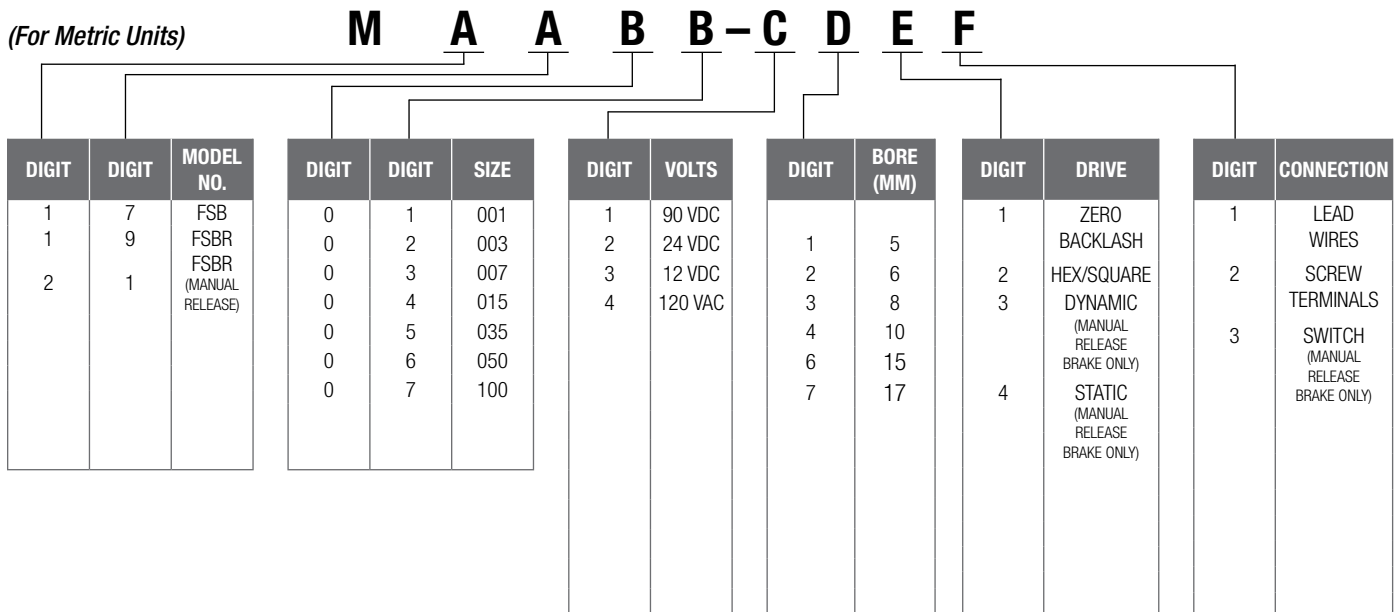 (For Metric Units) M A A B B – C D E F
DIGIT DIGIT MODEL NO.
1 7 FSB
1 9 FSBR
2 1 FSBR (MANUAL RELEASE)
DIGIT DIGIT SIZE
0 1 001
0 2 003
0 3 007
0 4 015
0 5 035
0 6 050
0 7 100
DIGIT VOLTS
1 90 VDC
2 24 VDC
3 12 VDC
4 120 VAC
DIGIT BORE (MM)
1 5
2 6
3 8
4 10
6 15
7 17
DIGIT DRIVE
1 ZERO
BACKLASH
2 HEX/SQUARE
3 DYNAMIC
(MANUAL
RELEASE
BRAKE ONLY)
4 STATIC
(MANUAL
RELEASE
BRAKE ONLY)
DIGIT CONNECTION
1 LEAD
WIRES
2 SCREW
TERMINALS
3 SWITCH
(MANUAL
RELEASE
BRAKE ONLY)